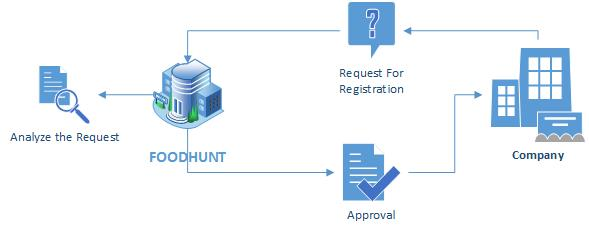 Request For
Registration
Analyze the Request
FOODHUNT
Company
Approval